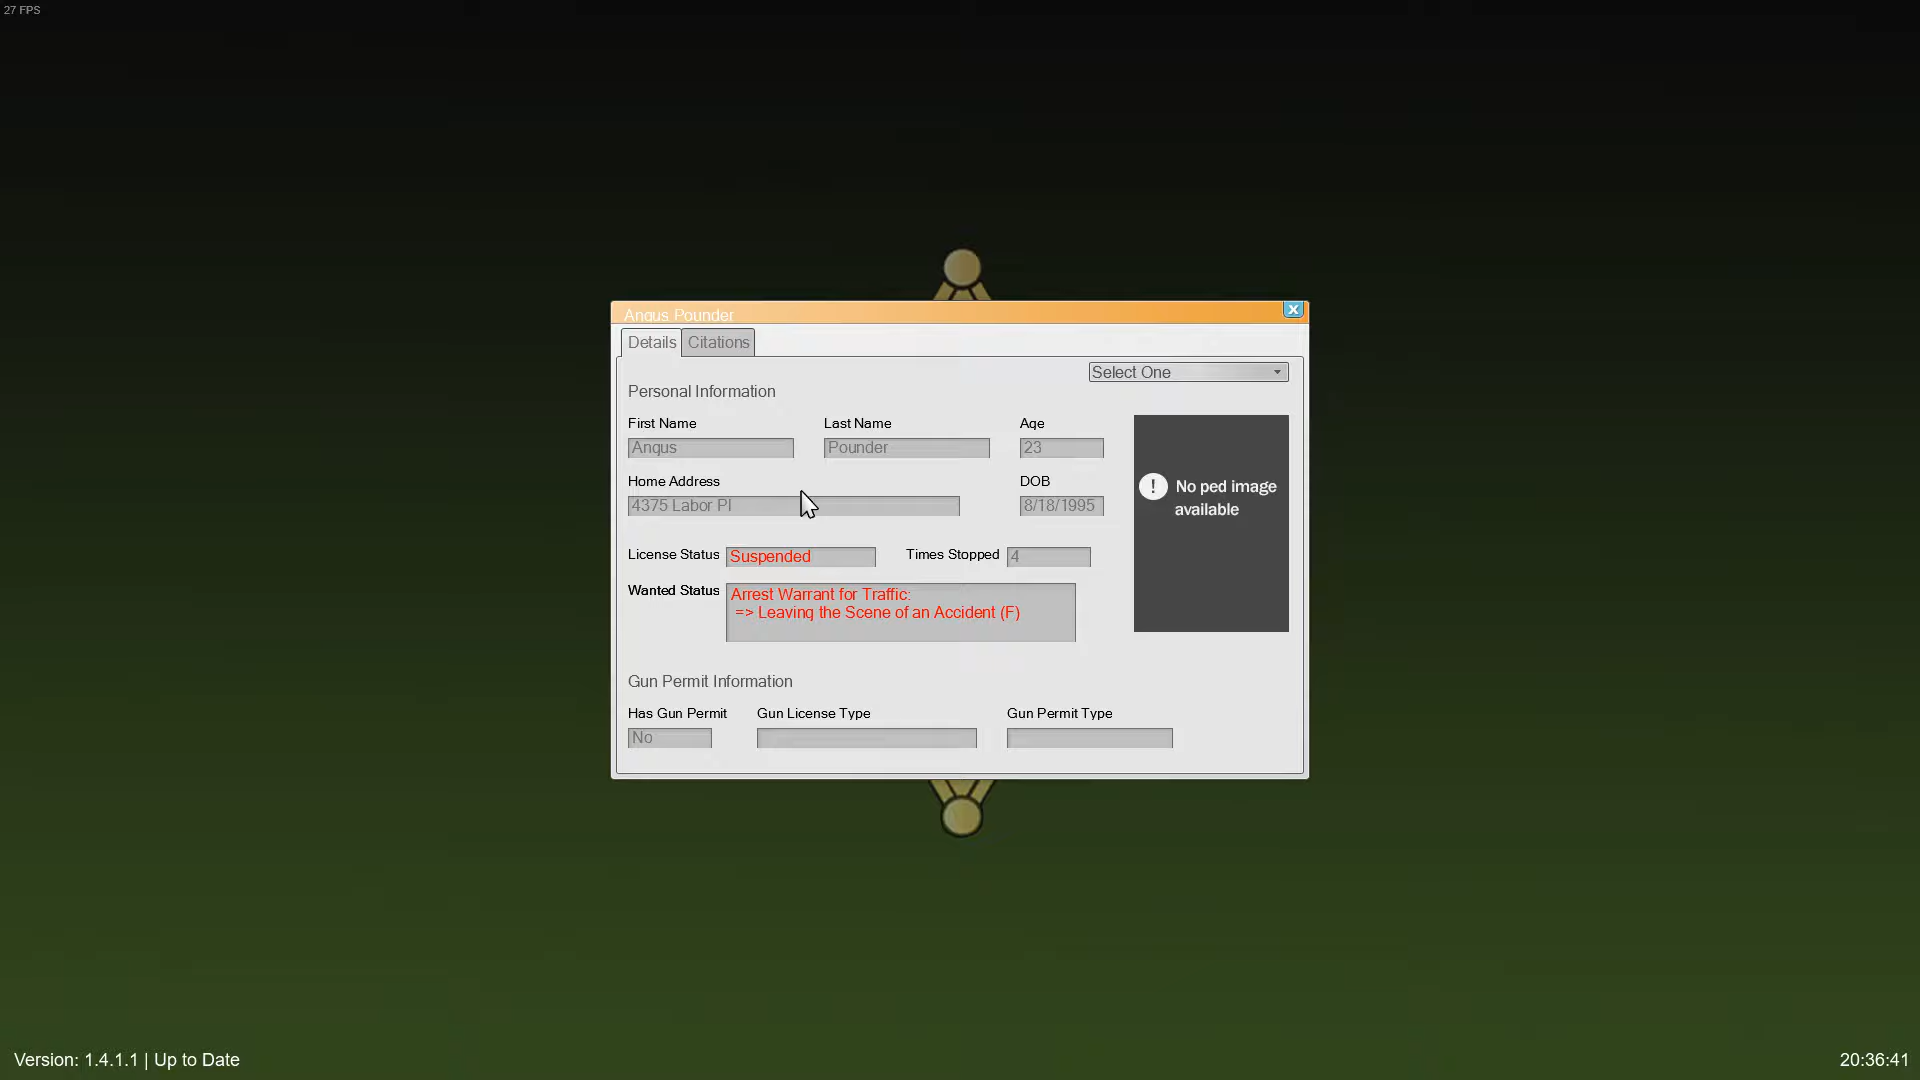 27 FPS
Angus Pounder
Details Citations
Select One
Personal Information
First Name Last Name Age
Angus Pounder 23
Home Address DOB
4375 Labor Pl 8/18/1995
! No ped image
available
License Status Suspended Times Stopped 4
Wanted Status Arrest Warrant for Traffic:
=> Leaving the Scene of an Accident (F)
Gun Permit Information
Has Gun Permit Gun License Type Gun Permit Type
No
Version: 1.4.1.1 | Up to Date
20:36:41